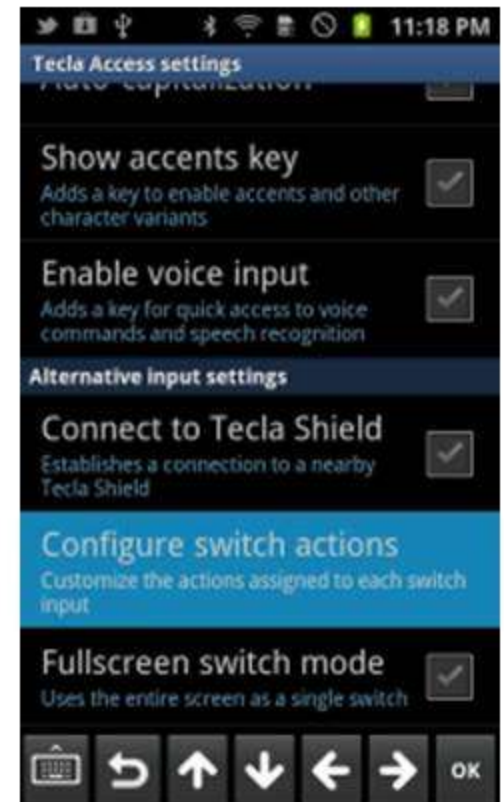 11:18 PM
Tecla Access settings
Auto-capitalization
Show accents key
Adds a key to enable accents and other
character variants
Enable voice input
Adds a key for quick access to voice
commands and speech recognition
Alternative input settings
Connect to Tecla Shield
Establishes a connection to a nearby
Tecla Shield
Configure switch actions
Customize the actions assigned to each switch
input
Fullscreen switch mode
Uses the entire screen as a single switch
OK